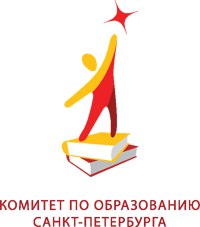 КОМИТЕТ ПО ОБРАЗОВАНИЮ
САНКТ-ПЕТЕРБУРГА